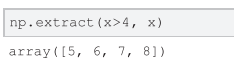 np.extract(x>4, x)
array([5, 6, 7, 8])